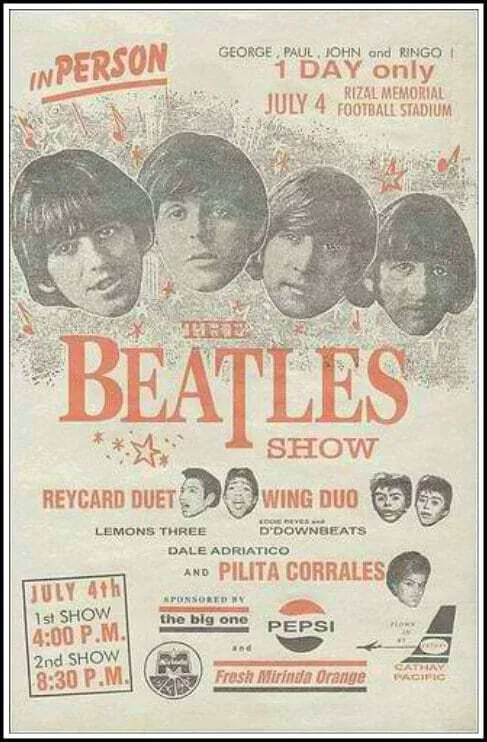 IN PERSON
GEORGE, PAUL, JOHN and RINGO !
1 DAY only
JULY 4 RIZAL MEMORIAL
FOOTBALL STADIUM
THE
BEATLES
SHOW
REYCARD DUET
WING DUO
LEMONS THREE
EDDIE REYES and
D'DOWNBEATS
DALE ADRIATICO
AND PILITA CORRALES
JULY 4th
1st SHOW
4:00 P.M.
2nd SHOW
8:30 P.M.
SPONSORED BY
the big one
PEPSI
and
Mirinda
Fresh Mirinda Orange
FLOWN
IN
BY
CATHAY
CATHAY
PACIFIC